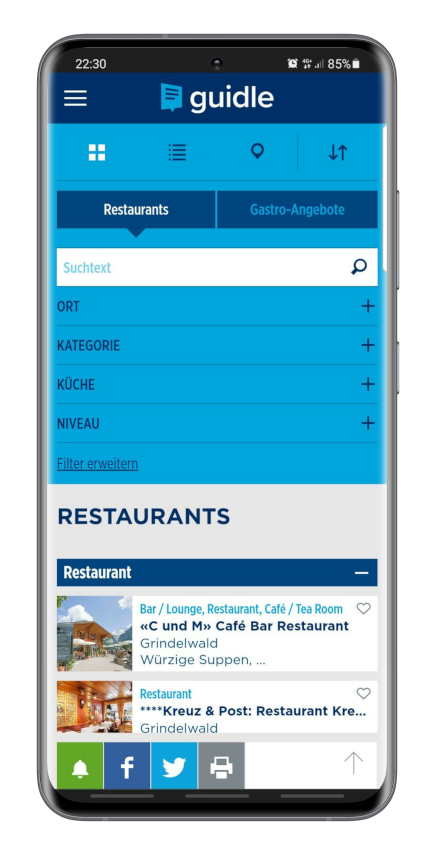 22:30
4G+
85%
guidle
Restaurants
Gastro-Angebote
Suchtext
ORT
KATEGORIE
KÜCHE
NIVEAU
Filter erweitern
RESTAURANTS
Restaurant
Bar / Lounge, Restaurant, Café / Tea Room
«C und M» Café Bar Restaurant
Grindelwald
Würzige Suppen, ...
Restaurant
****Kreuz & Post: Restaurant Kre...
Grindelwald
f